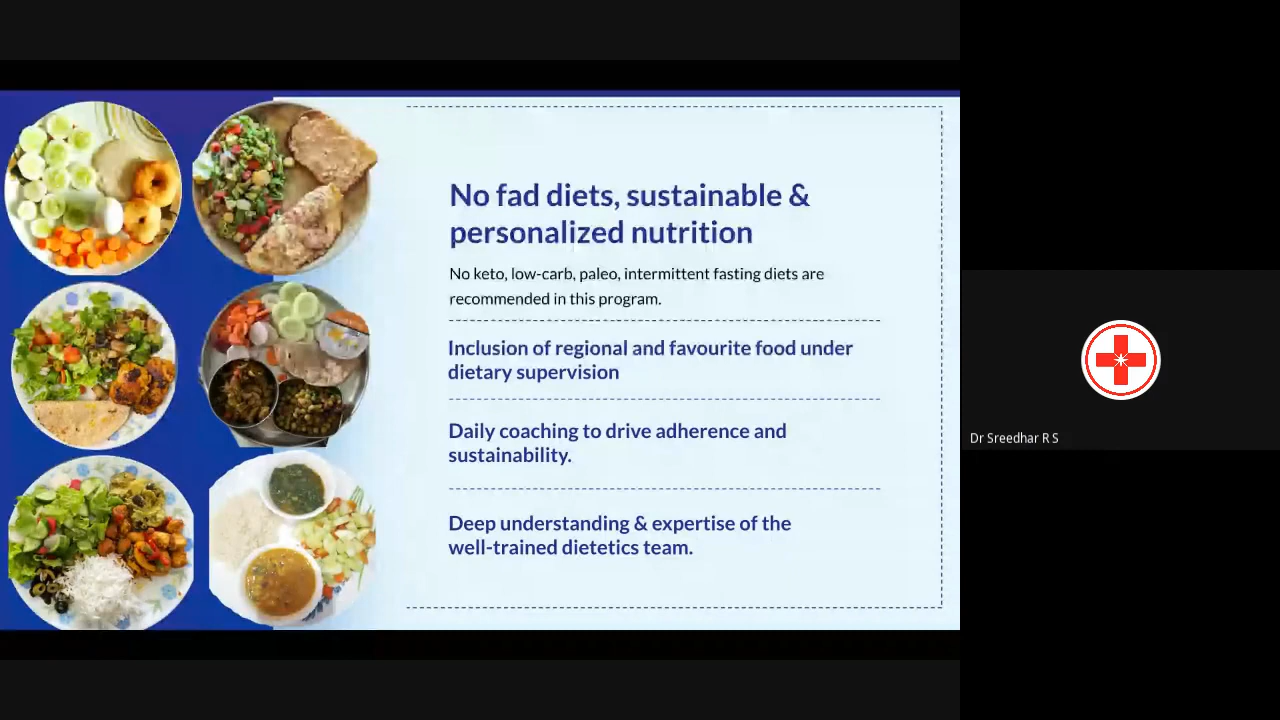 No fad diets, sustainable &
personalized nutrition
No keto, low-carb, paleo, intermittent fasting diets are
recommended in this program.
Inclusion of regional and favourite food under
dietary supervision
Daily coaching to drive adherence and
sustainability.
Deep understanding & expertise of the
well-trained dietetics team.
Dr Sreedhar R S